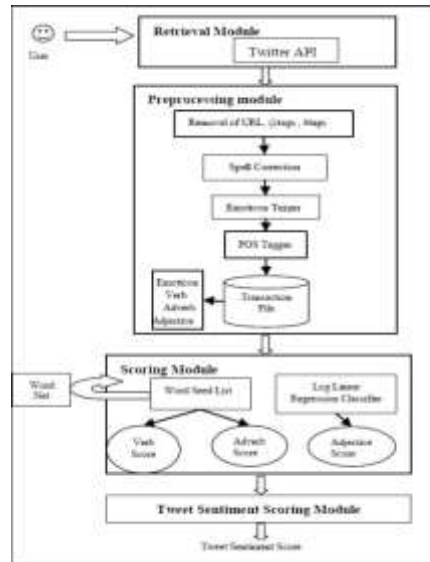 Retrieval Module
User
Twitter API
Preprocessing module
Removal of URL, @tags, #tags
Spell Correction
Emoticons Tagger
POS Tagger
Emoticons
Verb
Adverb
Adjective
Transaction
File
Scoring Module
Word
Net
Word Seed List
Log Linear
Regression Classifier
Verb
Score
Adverb
Score
Adjective
Score
Tweet Sentiment Scoring Module
Tweet Sentiment Score